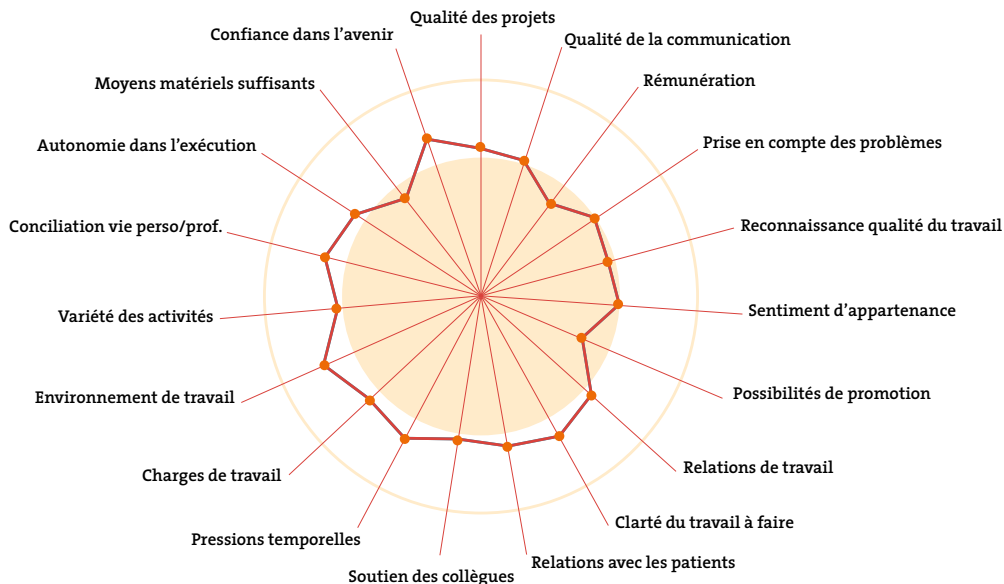 Qualité des projets
Confiance dans l’avenir
Qualité de la communication
Moyens matériels suffisants
Rémunération
Autonomie dans l’exécution
Prise en compte des problèmes
Conciliation vie perso/prof.
Reconnaissance qualité du travail
Variété des activités
Sentiment d’appartenance
Environnement de travail
Possibilités de promotion
Charges de travail
Relations de travail
Pressions temporelles
Clarté du travail à faire
Soutien des collègues
Relations avec les patients